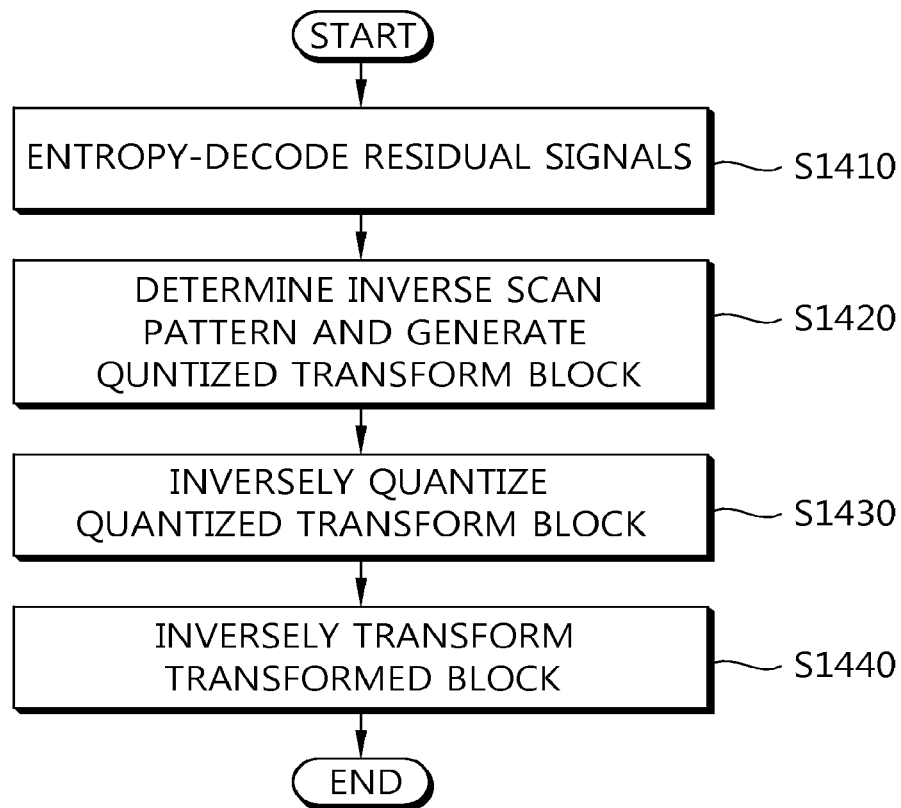 START
ENTROPY-DECODE RESIDUAL SIGNALS
S1410
DETERMINE INVERSE SCAN
PATTERN AND GENERATE
QUNTIZED TRANSFORM BLOCK
S1420
INVERSELY QUANTIZE
QUANTIZED TRANSFORM BLOCK
S1430
INVERSELY TRANSFORM
TRANSFORMED BLOCK
S1440
END